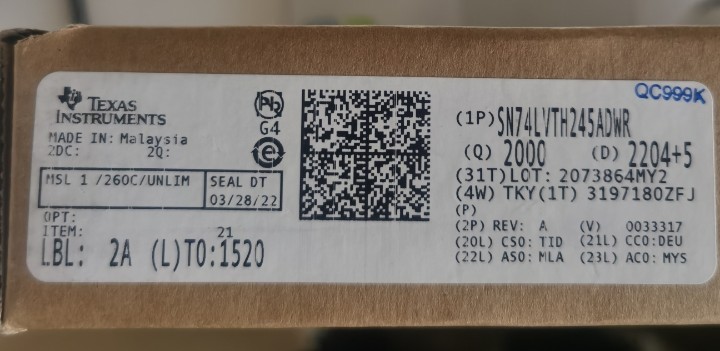 TEXAS
INSTRUMENTS
MADE IN: Malaysia
2DC: 2Q:
MSL 1 /260C/UNLIM
SEAL DT
03/28/22
OPT:
ITEM: 21
LBL: 2A (L)TO:1520
Pb
G4
e
QC999K
(1P)SN74LVTH245ADWR
(Q) 2000 (D) 2204+5
(31T)LOT: 2073864MY2
(4W) TKY(1T) 3197180ZFJ
(P)
(2P) REV: A (V) 0033317
(20L) CSO:TID (21L) CCO:DEU
(22L) ASO:MLA (23L) ACO:MYS